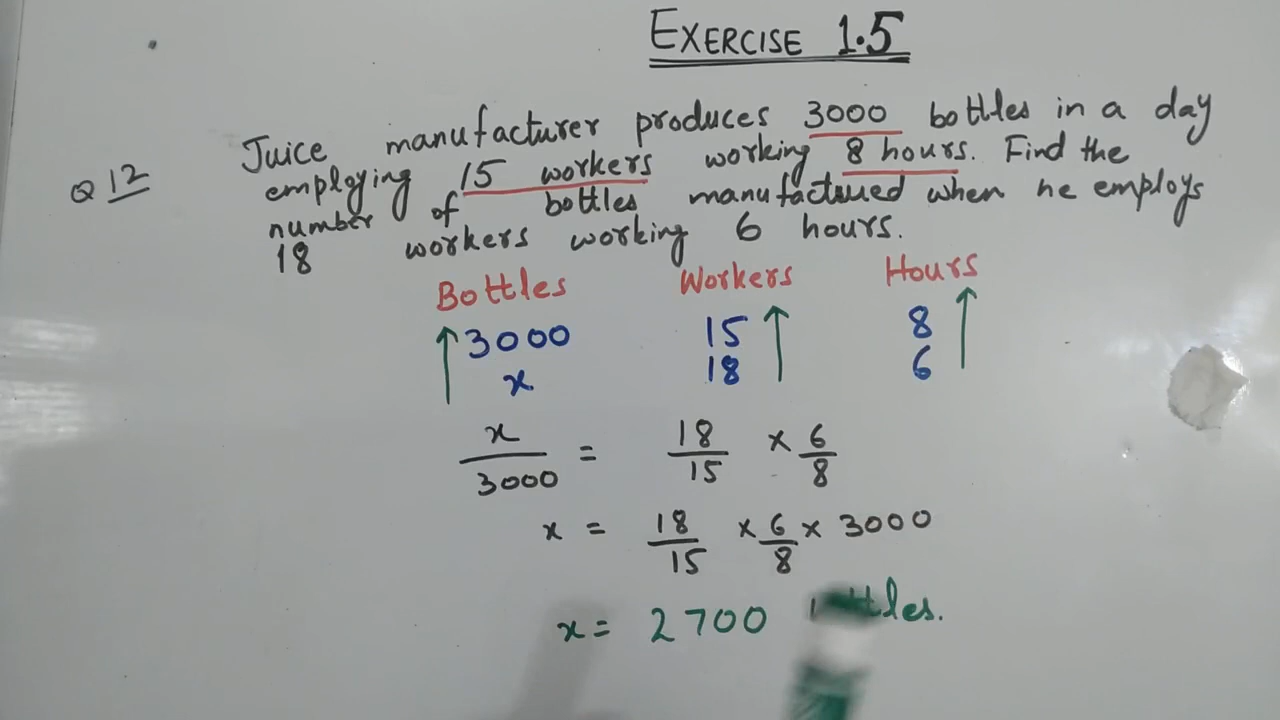 EXERCISE 1.5
Q 12 Juice manufacturer produces 3000 bottles in a day
employing 15 workers working 8 hours. Find the
number of bottles manufactured when he employs
18 workers working 6 hours.
Bottles Workers Hours
↑ 3000 15 ↑ 8 ↑
x 18 6
x/3000 = 18/15 × 6/8
x = 18/15 × 6/8 × 3000
x = 2700